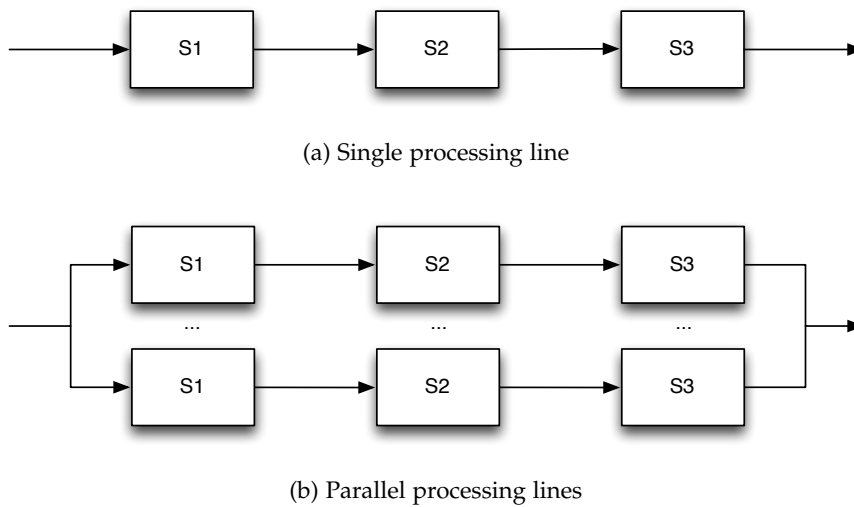 S1 S2 S3
(a) Single processing line
S1 S2 S3
... ... ...
S1 S2 S3
(b) Parallel processing lines